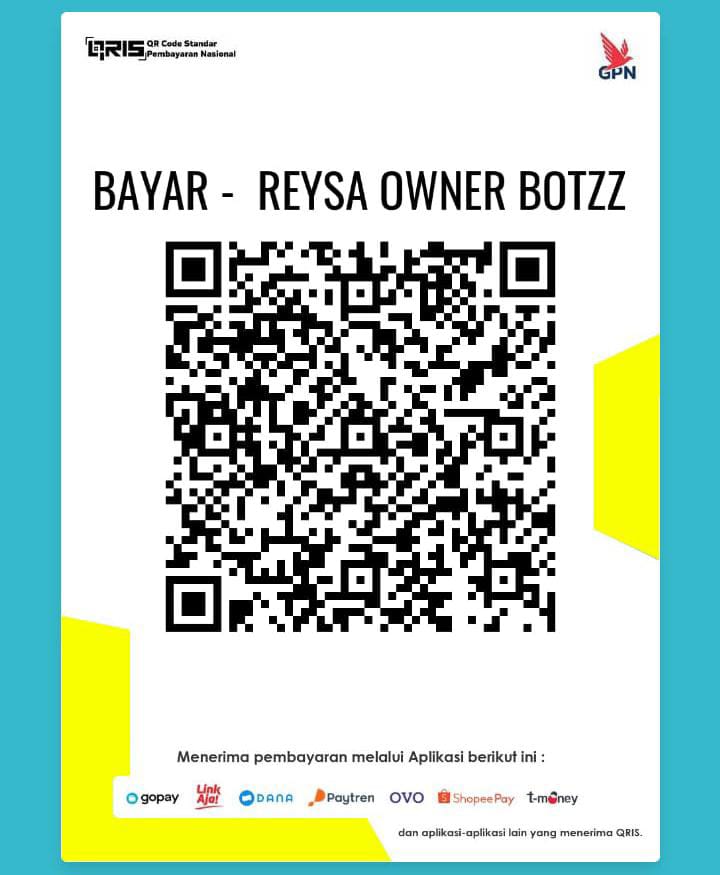 QRIS
QR Code Standar
Pembayaran Nasional
GPN
BAYAR - REYSA OWNER BOTZZ
Menerima pembayaran melalui Aplikasi berikut ini :
gopay LinkAja! DANA Paytren OVO ShopeePay t-money
dan aplikasi-aplikasi lain yang menerima QRIS.